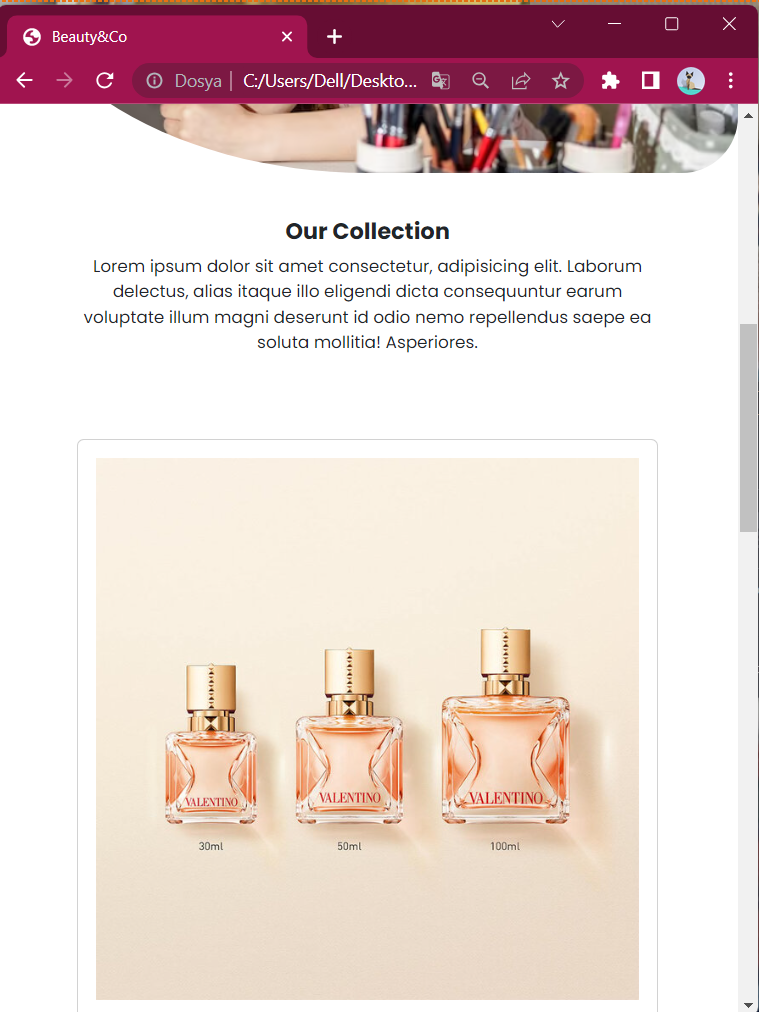 Beauty&Co
Dosya | C:/Users/Dell/Deskto...
Our Collection
Lorem ipsum dolor sit amet consectetur, adipisicing elit. Laborum
delectus, alias itaque illo eligendi dicta consequuntur earum
voluptate illum magni deserunt id odio nemo repellendus saepe ea
soluta mollitia! Asperiores.
VALENTINO VALENTINO VALENTINO
30ml 50ml 100ml